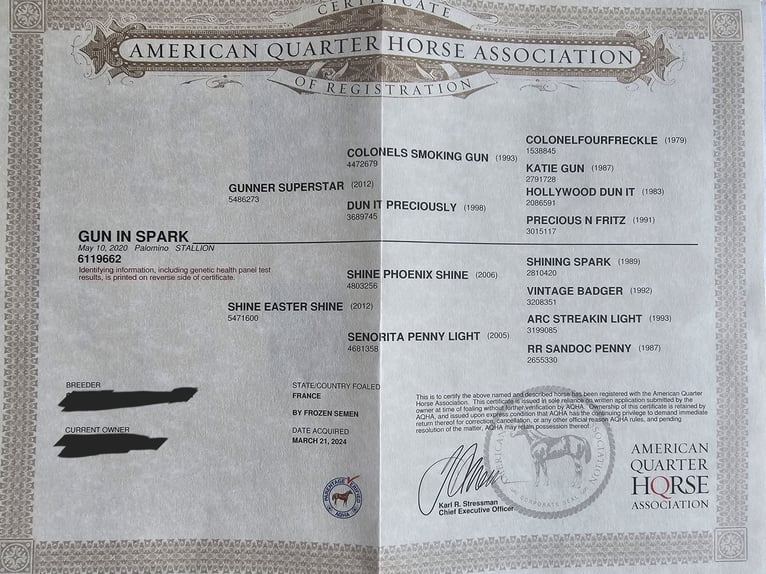 CERTIFICATE
AMERICAN QUARTER HORSE ASSOCIATION
OF REGISTRATION
COLONELFOURFRECKLE (1979)
1538845
COLONELS SMOKING GUN (1993)
4472679
KATIE GUN (1987)
2791728
GUNNER SUPERSTAR (2012)
5486273
HOLLYWOOD DUN IT (1983)
2086591
DUN IT PRECIOUSLY (1998)
3689745
PRECIOUS N FRITZ (1991)
3015117
GUN IN SPARK
May 10, 2020 Palomino STALLION
6119662
Identifying information, including genetic health panel test
results, is printed on reverse side of certificate.
SHINING SPARK (1989)
2810420
SHINE PHOENIX SHINE (2006)
4803256
VINTAGE BADGER (1992)
3208351
SHINE EASTER SHINE (2012)
5471600
ARC STREAKIN LIGHT (1993)
3199085
SENORITA PENNY LIGHT (2005)
4681358
RR SANDOC PENNY (1987)
2655330
BREEDER
CURRENT OWNER
STATE/COUNTRY FOALED
FRANCE
BY FROZEN SEMEN
DATE ACQUIRED
MARCH 21, 2024
PARENTAGE VERIFIED
AQHA
This is to certify the above named and described horse has been registered with the American Quarter
Horse Association. This certificate is issued in sole reliance on written application submitted by the
owner at time of foaling without further verification by AQHA. Ownership of this certificate is retained by
AQHA, and issued upon express condition that AQHA has the continuing privilege to demand immediate
return thereof for correction, cancellation, or any other official reason AQHA rules, and pending
resolution of the matter, AQHA may retain possession thereof.
Karl R. Stressman
Chief Executive Officer
CORPORATE SEAL
AMERICAN
QUARTER
HORSE
ASSOCIATION